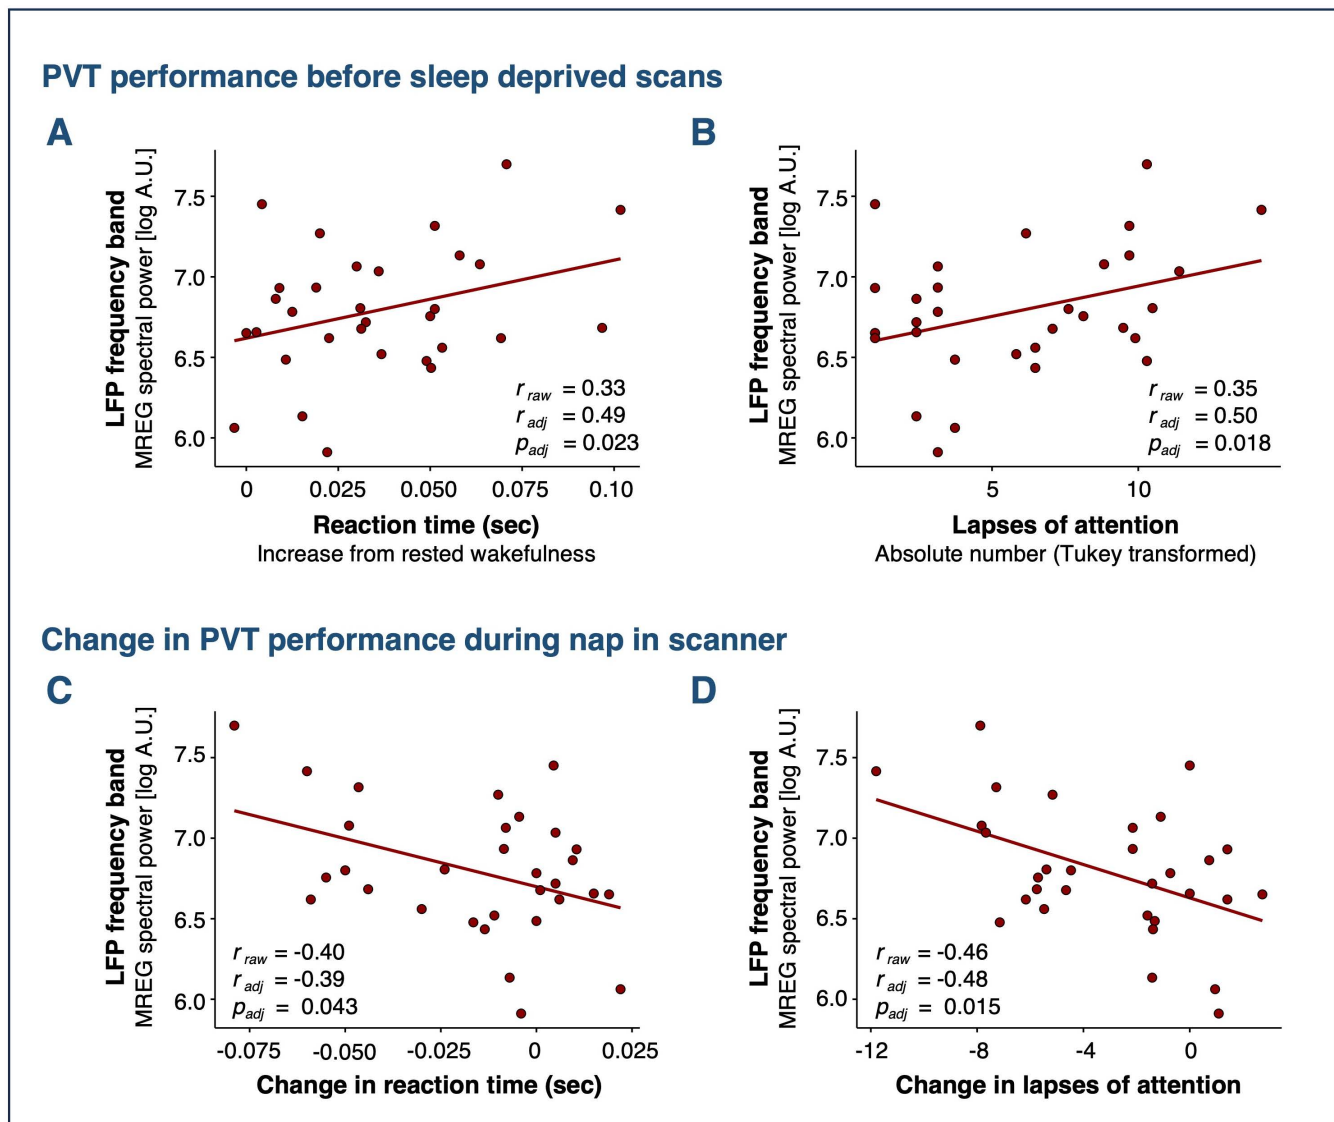 PVT performance before sleep deprived scans
A
LFP frequency band
MREG spectral power [log A.U.]
7.5
7.0
6.5
6.0
r raw = 0.33
r adj = 0.49
p adj = 0.023
0 0.025 0.050 0.075 0.10
Reaction time (sec)
Increase from rested wakefulness
B
LFP frequency band
MREG spectral power [log A.U.]
7.5
7.0
6.5
6.0
r raw = 0.35
r adj = 0.50
p adj = 0.018
5 10
Lapses of attention
Absolute number (Tukey transformed)
Change in PVT performance during nap in scanner
C
LFP frequency band
MREG spectral power [log A.U.]
7.5
7.0
6.5
6.0
r raw = -0.40
r adj = -0.39
p adj = 0.043
-0.075 -0.050 -0.025 0 0.025
Change in reaction time (sec)
D
LFP frequency band
MREG spectral power [log A.U.]
7.5
7.0
6.5
6.0
r raw = -0.46
r adj = -0.48
p adj = 0.015
-12 -8 -4 0
Change in lapses of attention